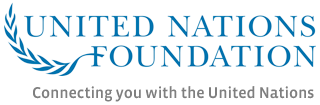 UNITED NATIONS
FOUNDATION
Connecting you with the United Nations